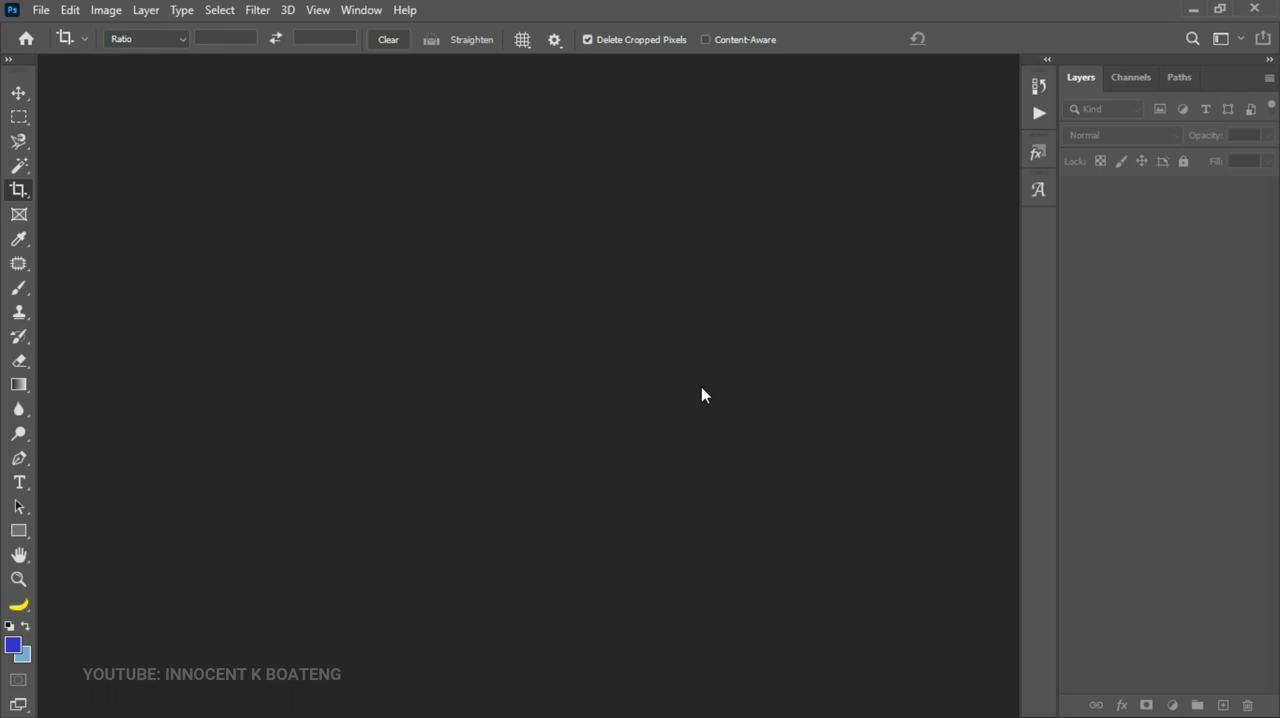 Ps File Edit Image Layer Type Select Filter 3D View Window Help
Ratio Clear Straighten Delete Cropped Pixels Content-Aware
Layers Channels Paths
Kind
Normal Opacity:
Lock: Fill:
YOUTUBE: INNOCENT K BOATENG